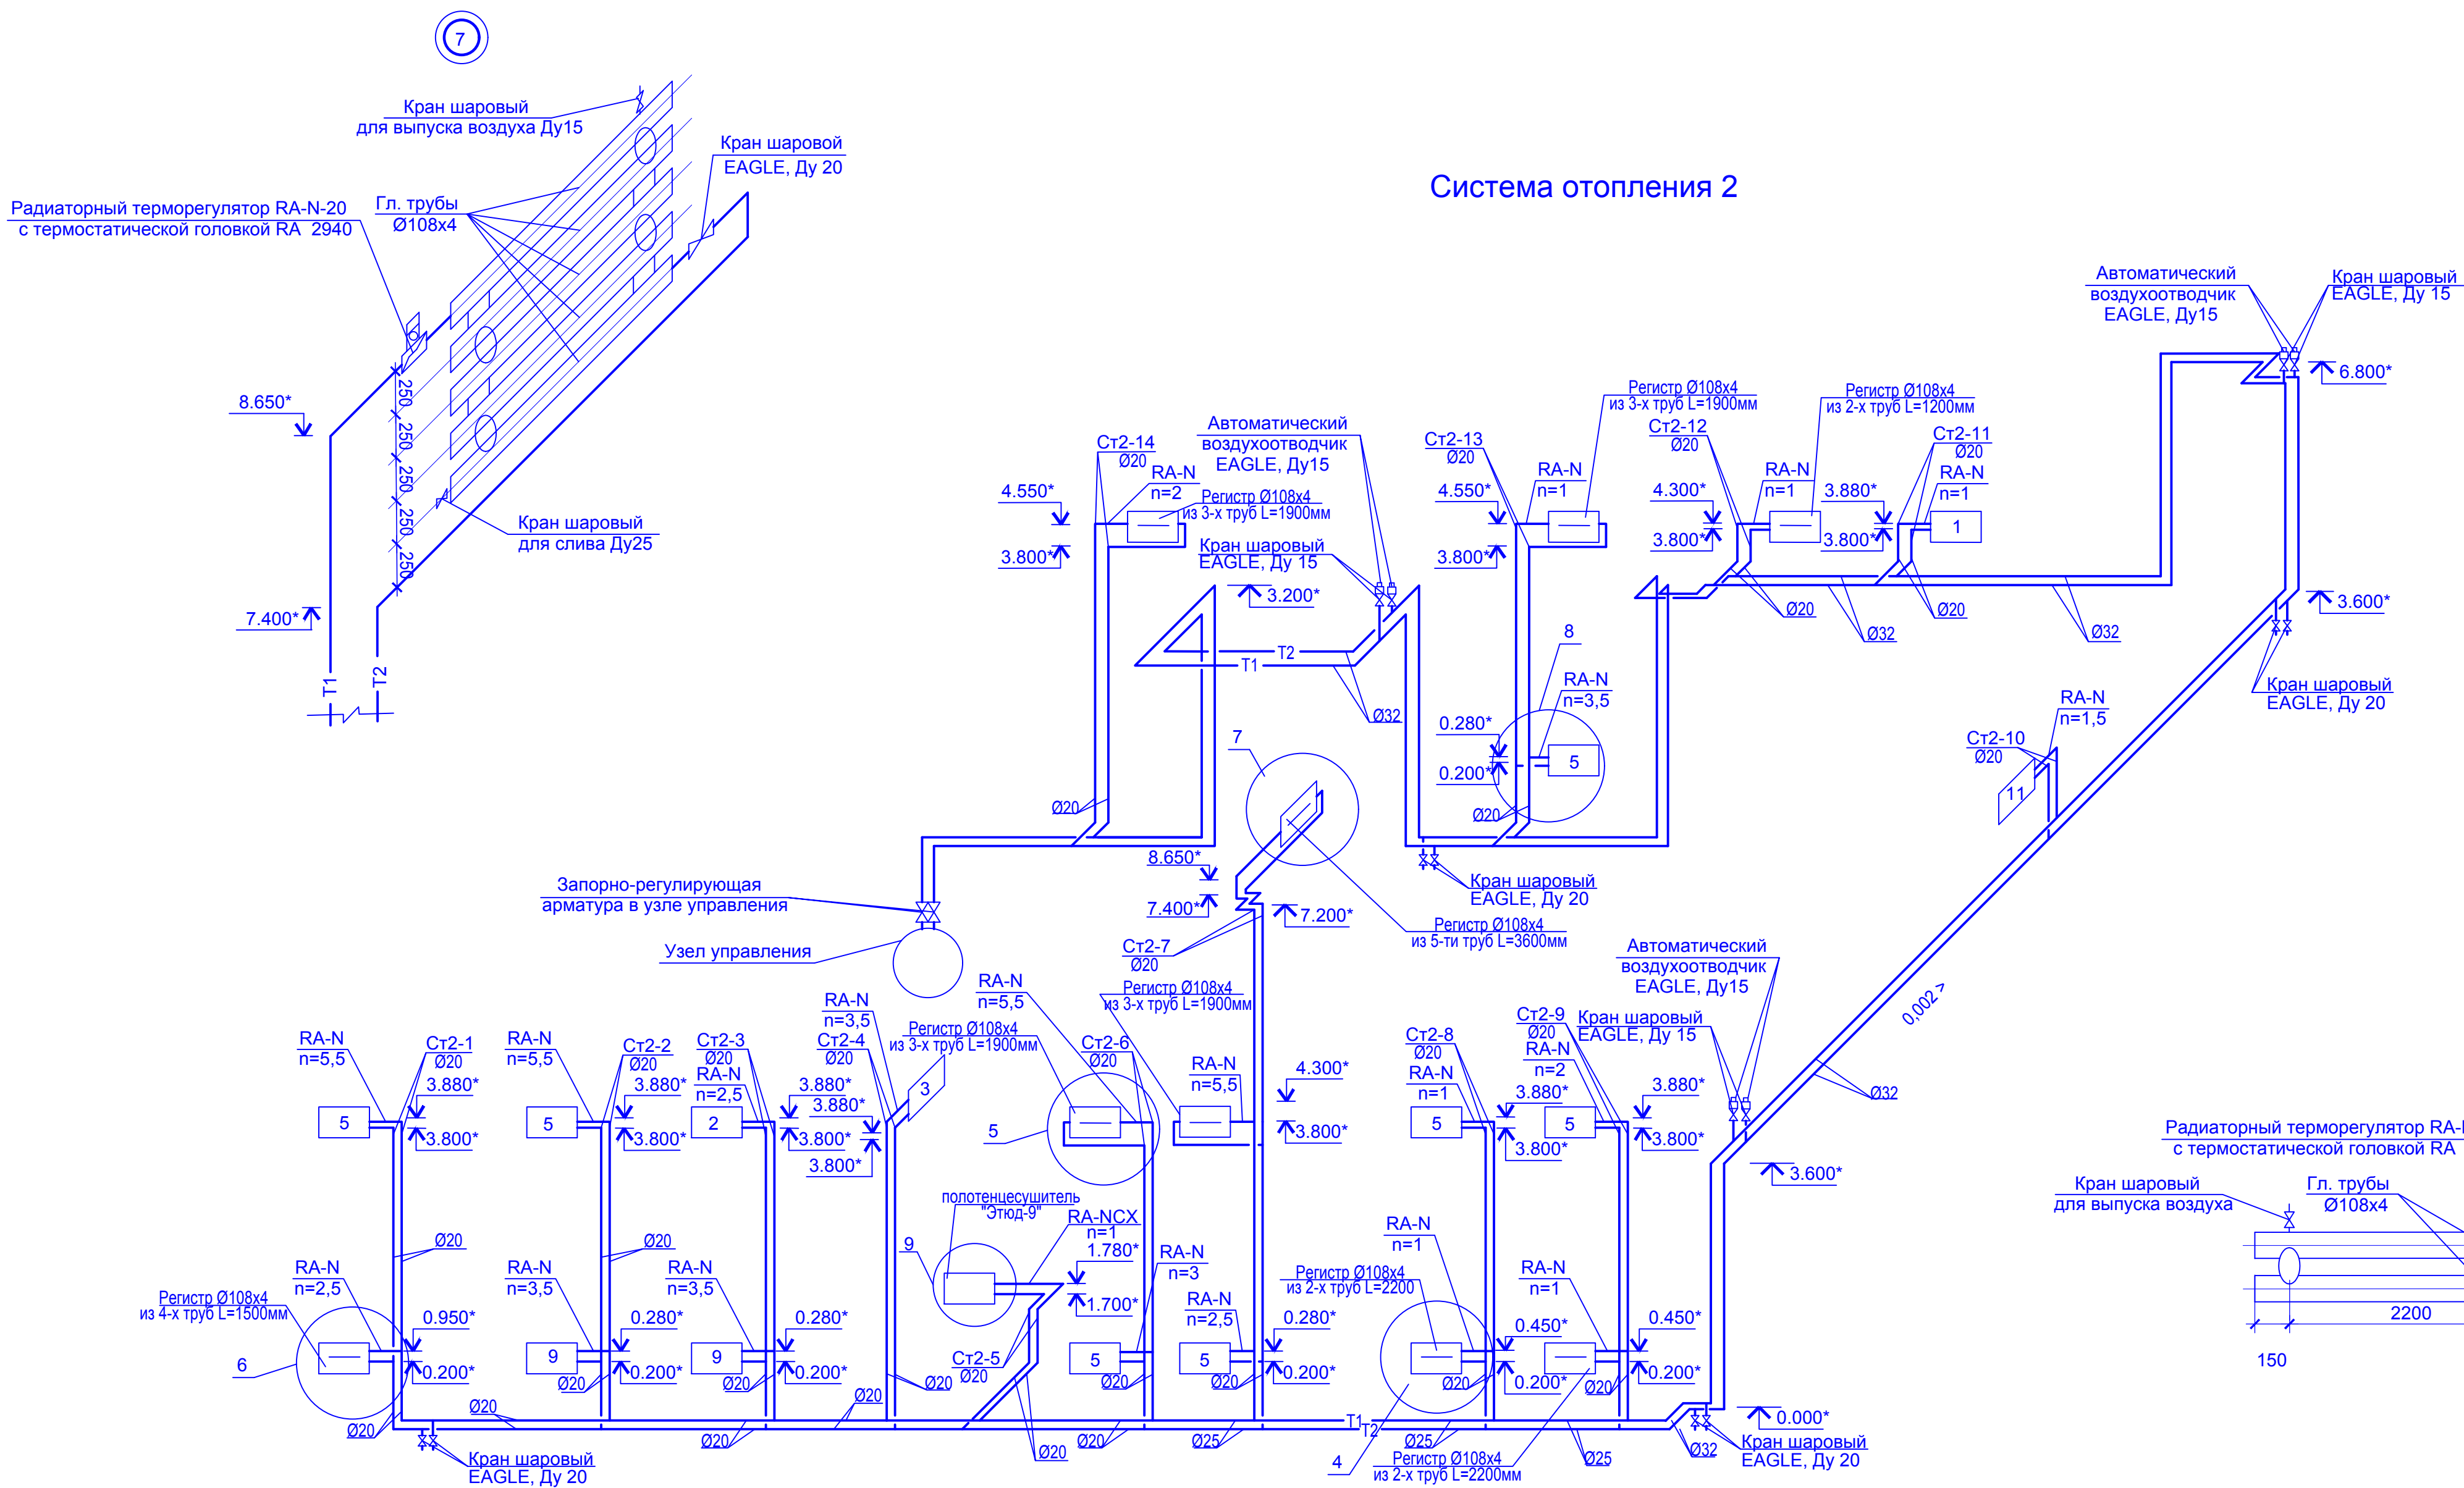 7
Кран шаровый
для выпуска воздуха Ду15
Кран шаровой
EAGLE, Ду 20
Радиаторный терморегулятор RA-N-20
с термостатической головкой RA 2940
Гл. трубы
Ø108х4
250
250
250
250
250
8.650*
7.400*
Кран шаровый
для слива Ду25
Т1
Т2
Система отопления 2
Автоматический
воздухоотводчик
EAGLE, Ду15
Кран шаровый
EAGLE, Ду 15
6.800*
Ст2-14
Ø20
RA-N
n=2
Регистр Ø108х4
из 3-х труб L=1900мм
4.550*
3.800*
Автоматический
воздухоотводчик
EAGLE, Ду15
Кран шаровый
EAGLE, Ду 15
3.200*
Ст2-13
Ø20
RA-N
n=1
Регистр Ø108х4
из 3-х труб L=1900мм
4.550*
3.800*
Ст2-12
Ø20
RA-N
n=1
Регистр Ø108х4
из 2-х труб L=1200мм
4.300*
3.800*
Ст2-11
Ø20
RA-N
n=1
3.880*
3.800*
1
Ø20
Ø32
Ø20
Ø32
3.600*
Кран шаровый
EAGLE, Ду 20
Т2
Т1
Ø32
8
RA-N
n=3,5
0.280*
0.200*
5
Ø20
Ø20
RA-N
n=1,5
Ст2-10
Ø20
11
7
8.650*
7.400*
7.200*
Кран шаровый
EAGLE, Ду 20
Регистр Ø108х4
из 5-ти труб L=3600мм
Запорно-регулирующая
арматура в узле управления
Узел управления
Ст2-7
Ø20
Автоматический
воздухоотводчик
EAGLE, Ду15
Кран шаровый
EAGLE, Ду 15
0,002
Ø32
3.600*
RA-N
n=5,5
Ст2-1
Ø20
3.880*
3.800*
5
RA-N
n=5,5
Ст2-2
Ø20
3.880*
3.800*
5
Ст2-3
Ø20
RA-N
n=2,5
3.880*
3.800*
2
RA-N
n=3,5
Ст2-4
Ø20
3.880*
3.800*
3
RA-N
n=5,5
Регистр Ø108х4
из 3-х труб L=1900мм
Ст2-6
Ø20
5
Регистр Ø108х4
из 3-х труб L=1900мм
RA-N
n=5,5
4.300*
3.800*
Ст2-8
Ø20
RA-N
n=1
3.880*
3.800*
5
Ст2-9
Ø20
RA-N
n=2
3.880*
3.800*
5
Радиаторный терморегулятор RA-
с термостатической головкой RA
Кран шаровый
для выпуска воздуха
Гл. трубы
Ø108х4
2200
150
Ø20
Ø20
полотенцесушитель
"Этюд-9"
RA-NCX
n=1
1.780*
1.700*
9
Ст2-5
Ø20
Регистр Ø108х4
из 4-х труб L=1500мм
RA-N
n=2,5
0.950*
0.200*
6
RA-N
n=3,5
0.280*
0.200*
9
Ø20
RA-N
n=3,5
0.280*
0.200*
9
Ø20
Ø20
RA-N
n=3
5
Ø20
RA-N
n=2,5
0.280*
0.200*
5
Ø20
RA-N
n=1
Регистр Ø108х4
из 2-х труб L=2200
0.450*
0.200*
Ø20
RA-N
n=1
0.450*
0.200*
Ø20
Ø20
Ø20
Ø20
Ø20
Ø20
Ø20
Ø25
Т1
Т2
Ø25
Ø25
Ø32
0.000*
Кран шаровый
EAGLE, Ду 20
Кран шаровый
EAGLE, Ду 20
4
Регистр Ø108х4
из 2-х труб L=2200мм